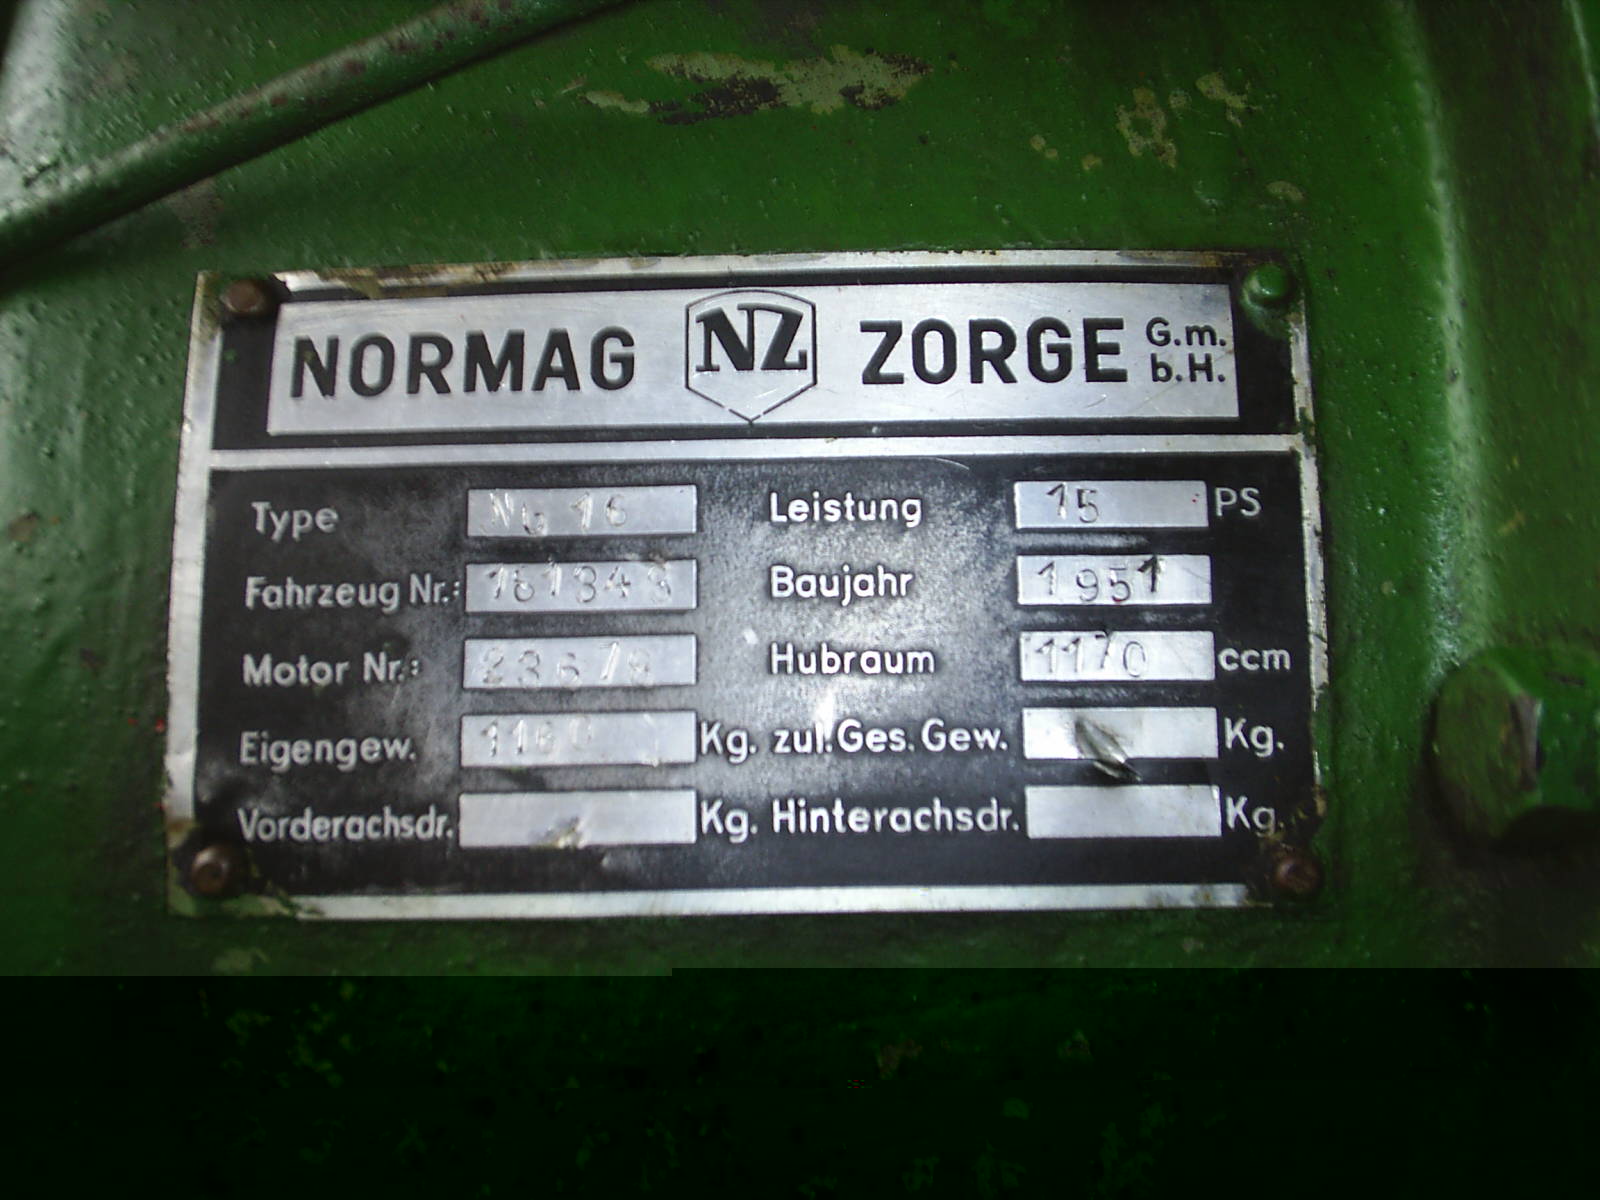 NORMAG NZ ZORGE G.m.b.H.
Type 16 Leistung 15 PS
Fahrzeug Nr.: Baujahr 1951
Motor Nr.: Hubraum 1170 ccm
Eigengew. 1160 Kg. zul.Ges.Gew. Kg.
Vorderachsdr. Kg. Hinterachsdr. Kg.